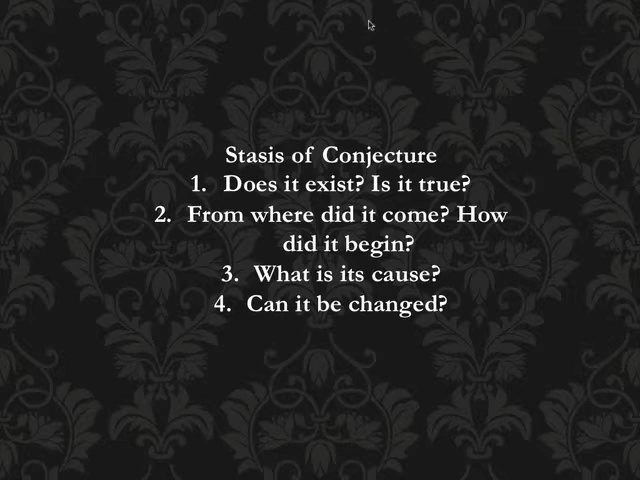 Stasis of Conjecture
1. Does it exist? Is it true?
2. From where did it come? How
did it begin?
3. What is its cause?
4. Can it be changed?